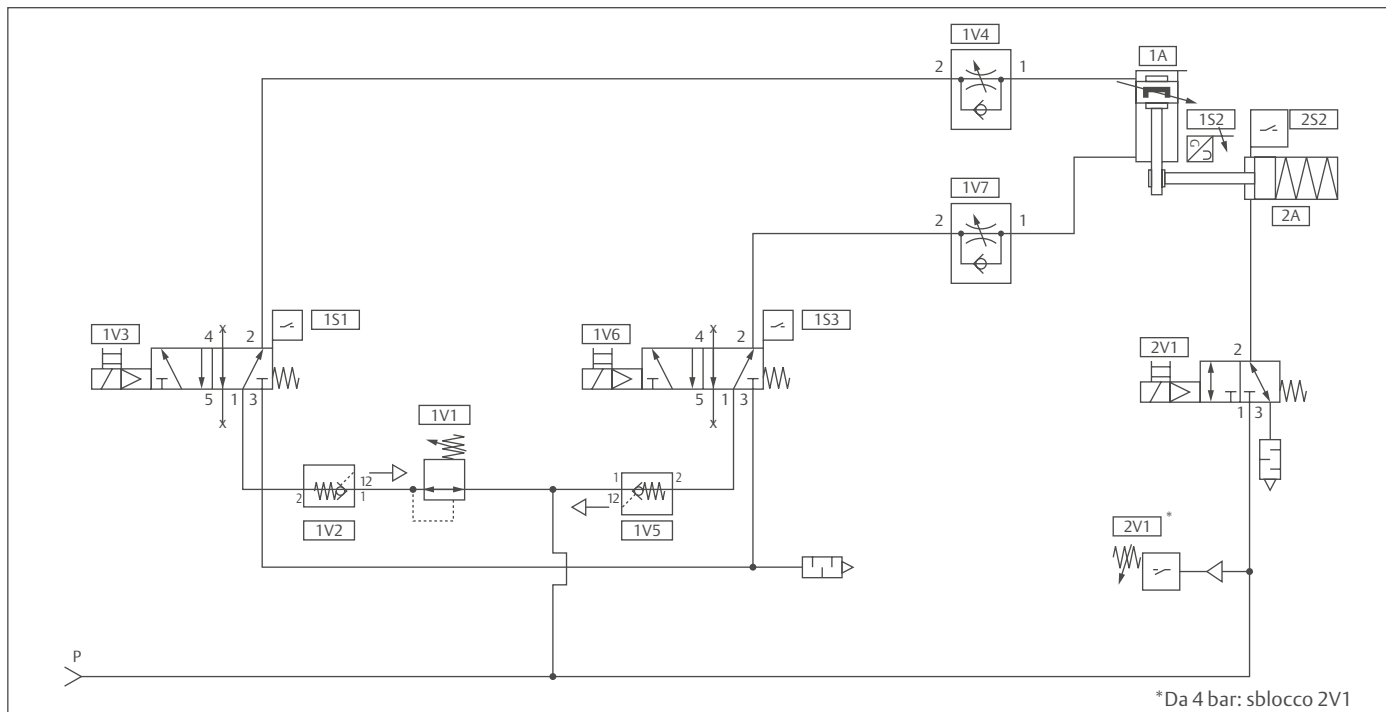 1V4
2 1
1A
1S2
G
U
2S2
2A
1V7
2 1
1V3
4 2
1S1
5 1 3
x
x
1V6
4 2
1S3
5 1 3
x
x
2V1
2
1 3
1V1
2
12
1
1V2
1
12
2
1V5
2V1 *
P
*Da 4 bar: sblocco 2V1